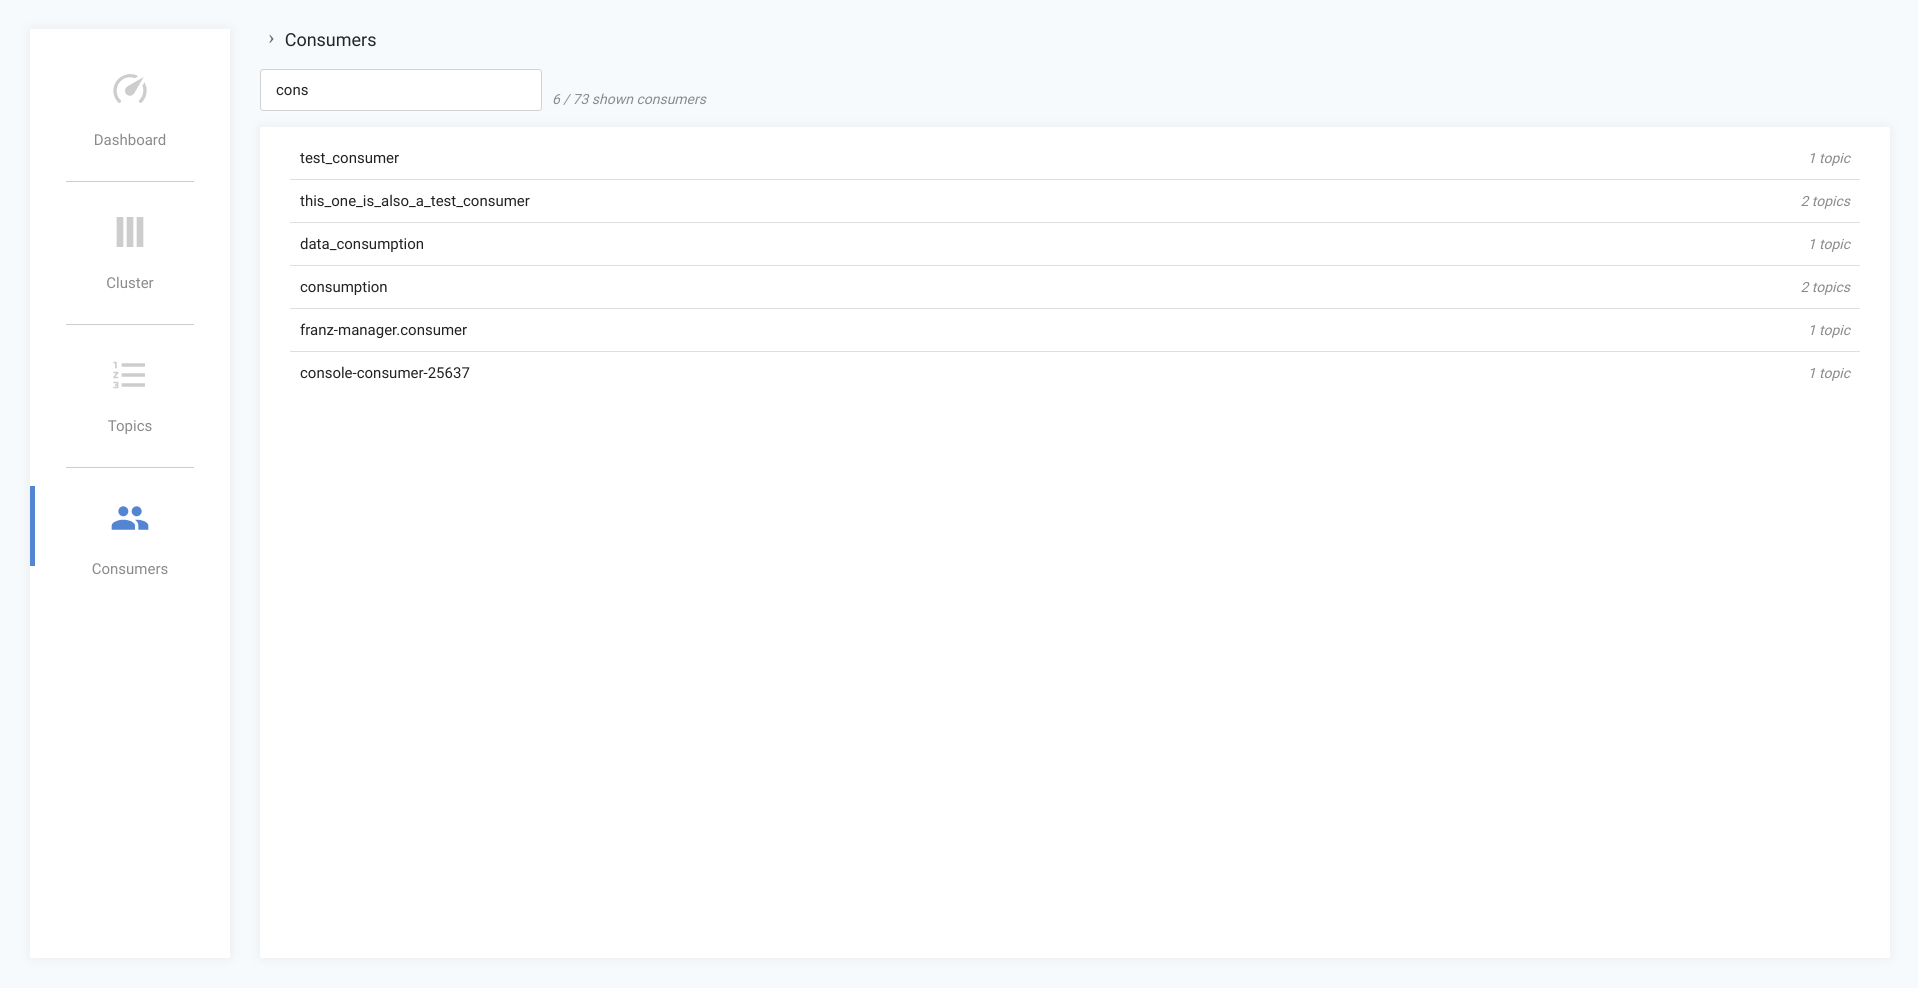 Dashboard
Cluster
Topics
Consumers
› Consumers
cons
6 / 73 shown consumers
test_consumer 1 topic
this_one_is_also_a_test_consumer 2 topics
data_consumption 1 topic
consumption 2 topics
franz-manager.consumer 1 topic
console-consumer-25637 1 topic